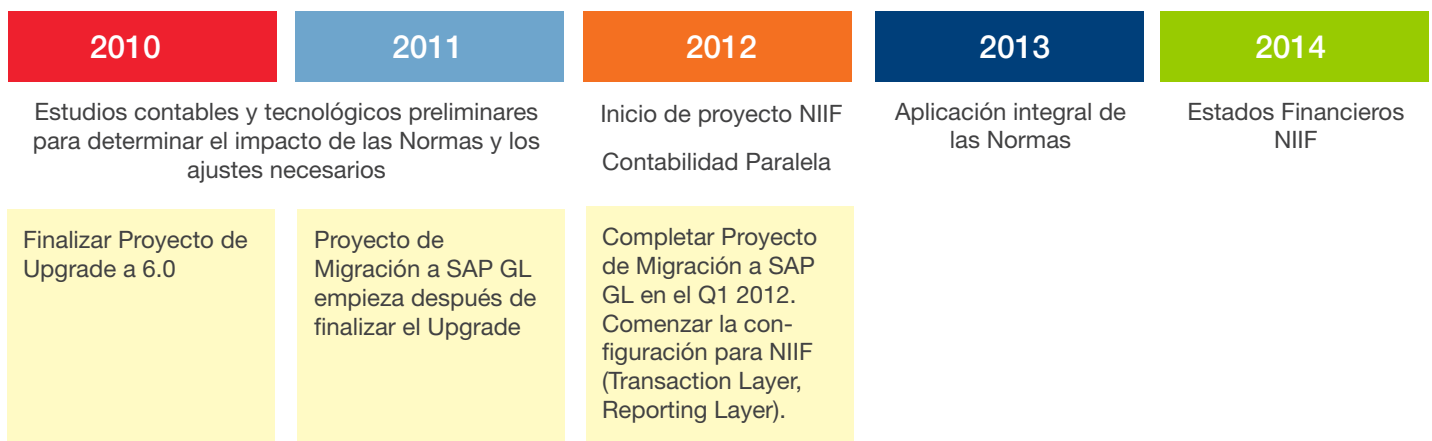 2010
2011
2012
2013
2014
Estudios contables y tecnológicos preliminares
para determinar el impacto de las Normas y los
ajustes necesarios
Inicio de proyecto NIIF
Contabilidad Paralela
Aplicación integral de
las Normas
Estados Financieros
NIIF
Finalizar Proyecto de
Upgrade a 6.0
Proyecto de
Migración a SAP GL
empieza después de
finalizar el Upgrade
Completar Proyecto
de Migración a SAP
GL en el Q1 2012.
Comenzar la con-
figuración para NIIF
(Transaction Layer,
Reporting Layer).